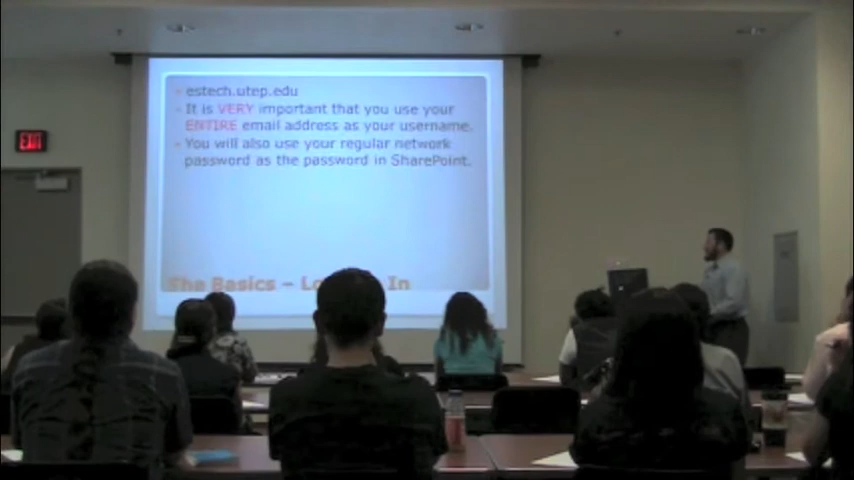 estech.utep.edu
It is VERY important that you use your
ENTIRE email address as your username.
You will also use your regular network
password as the password in SharePoint.
EXIT
The Basics – In